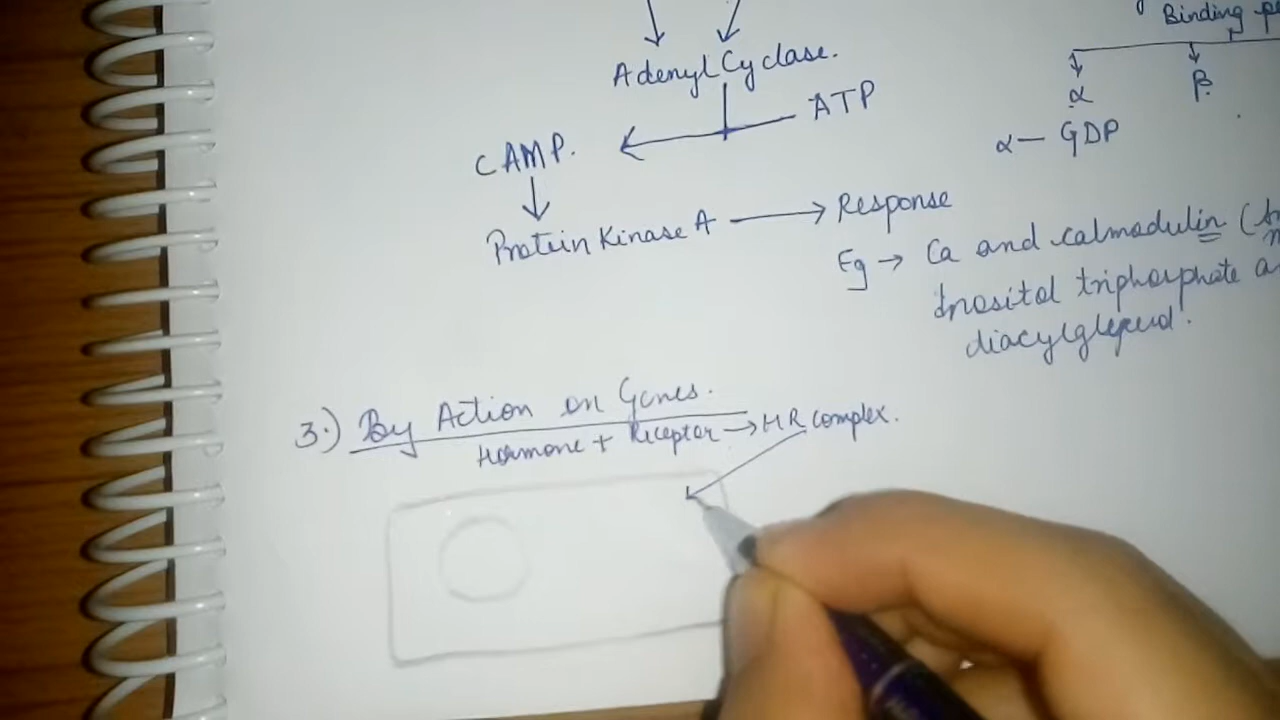 Binding
Adenyl Cyclase.
ATP
α
β
CAMP.
α— GDP
Protein Kinase A → Response
Eg → Ca and calmodulin
Inositol triphosphate
diacylglycerol.
3.) By Action on Genes.
Hormone + Receptor → HR complex.